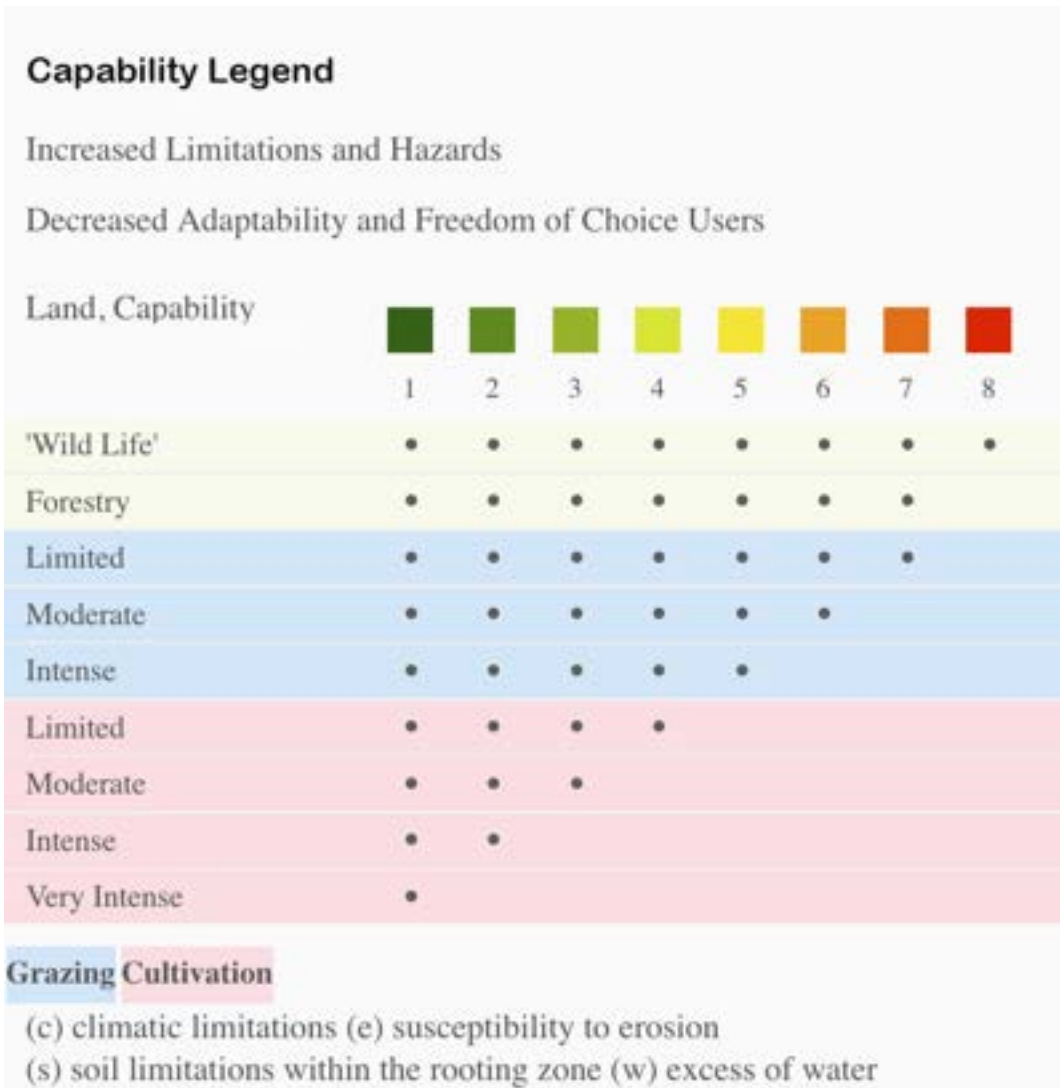 Capability Legend
Increased Limitations and Hazards
Decreased Adaptability and Freedom of Choice Users
Land, Capability
1 2 3 4 5 6 7 8
'Wild Life'
Forestry
Limited
Moderate
Intense
Limited
Moderate
Intense
Very Intense
Grazing Cultivation
(c) climatic limitations (e) susceptibility to erosion
(s) soil limitations within the rooting zone (w) excess of water